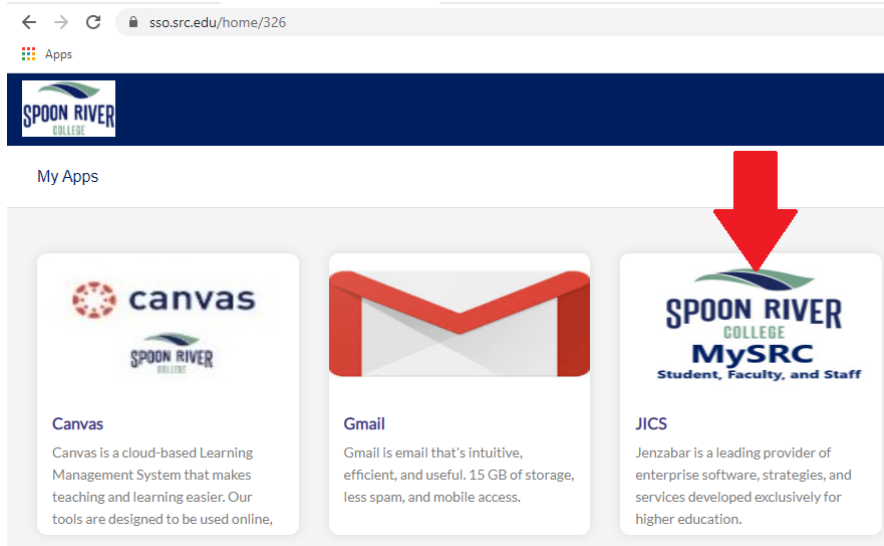 sso.src.edu/home/326
Apps
SPOON RIVER
COLLEGE
My Apps
canvas
SPOON RIVER
COLLEGE
Canvas
Canvas is a cloud-based Learning
Management System that makes
teaching and learning easier. Our
tools are designed to be used online,
Gmail
Gmail is email that's intuitive,
efficient, and useful. 15 GB of storage,
less spam, and mobile access.
SPOON RIVER
COLLEGE
MySRC
Student, Faculty, and Staff
JICS
Jenzabar is a leading provider of
enterprise software, strategies, and
services developed exclusively for
higher education.